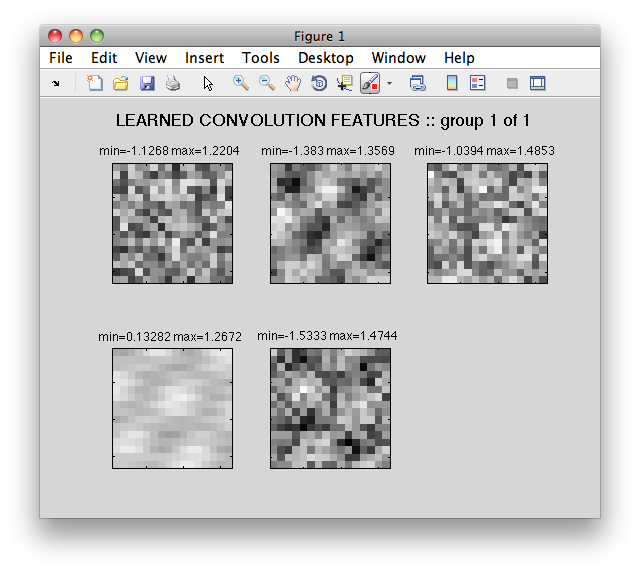 Figure 1
File Edit View Insert Tools Desktop Window Help
LEARNED CONVOLUTION FEATURES :: group 1 of 1
min=-1.1268 max=1.2204 min=-1.383 max=1.3569 min=-1.0394 max=1.4853
min=0.13282 max=1.2672 min=-1.5333 max=1.4744